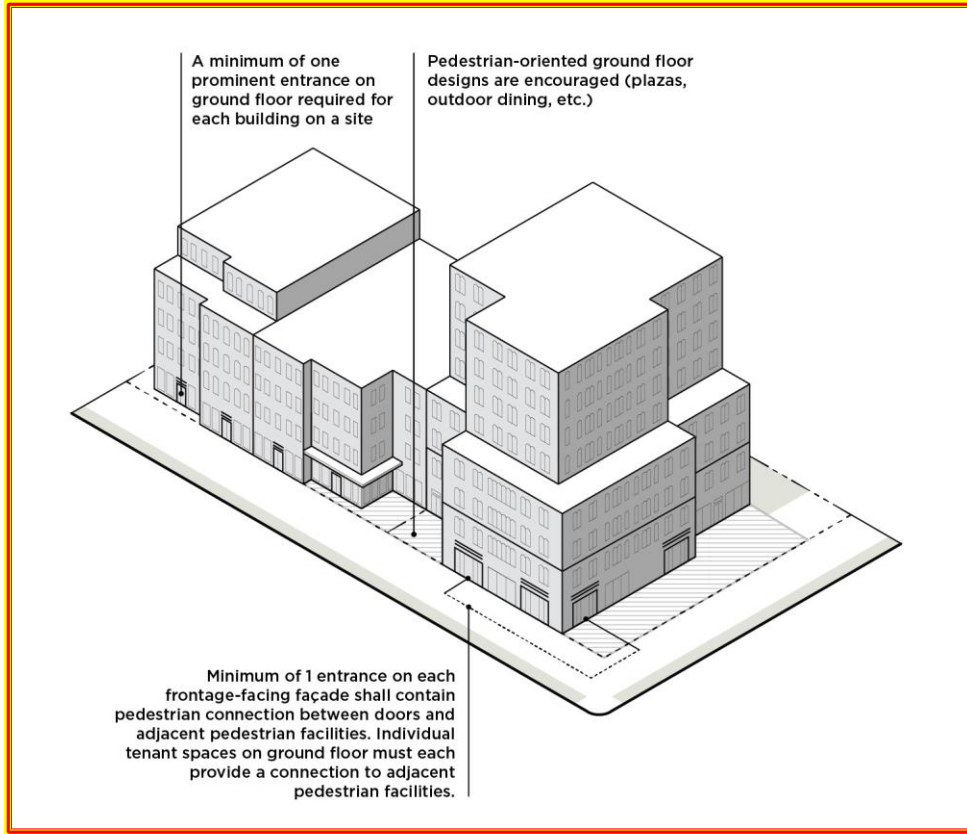 A minimum of one
prominent entrance on
ground floor required for
each building on a site
Pedestrian-oriented ground floor
designs are encouraged (plazas,
outdoor dining, etc.)
Minimum of 1 entrance on each
frontage-facing façade shall contain
pedestrian connection between doors and
adjacent pedestrian facilities. Individual
tenant spaces on ground floor must each
provide a connection to adjacent
pedestrian facilities.